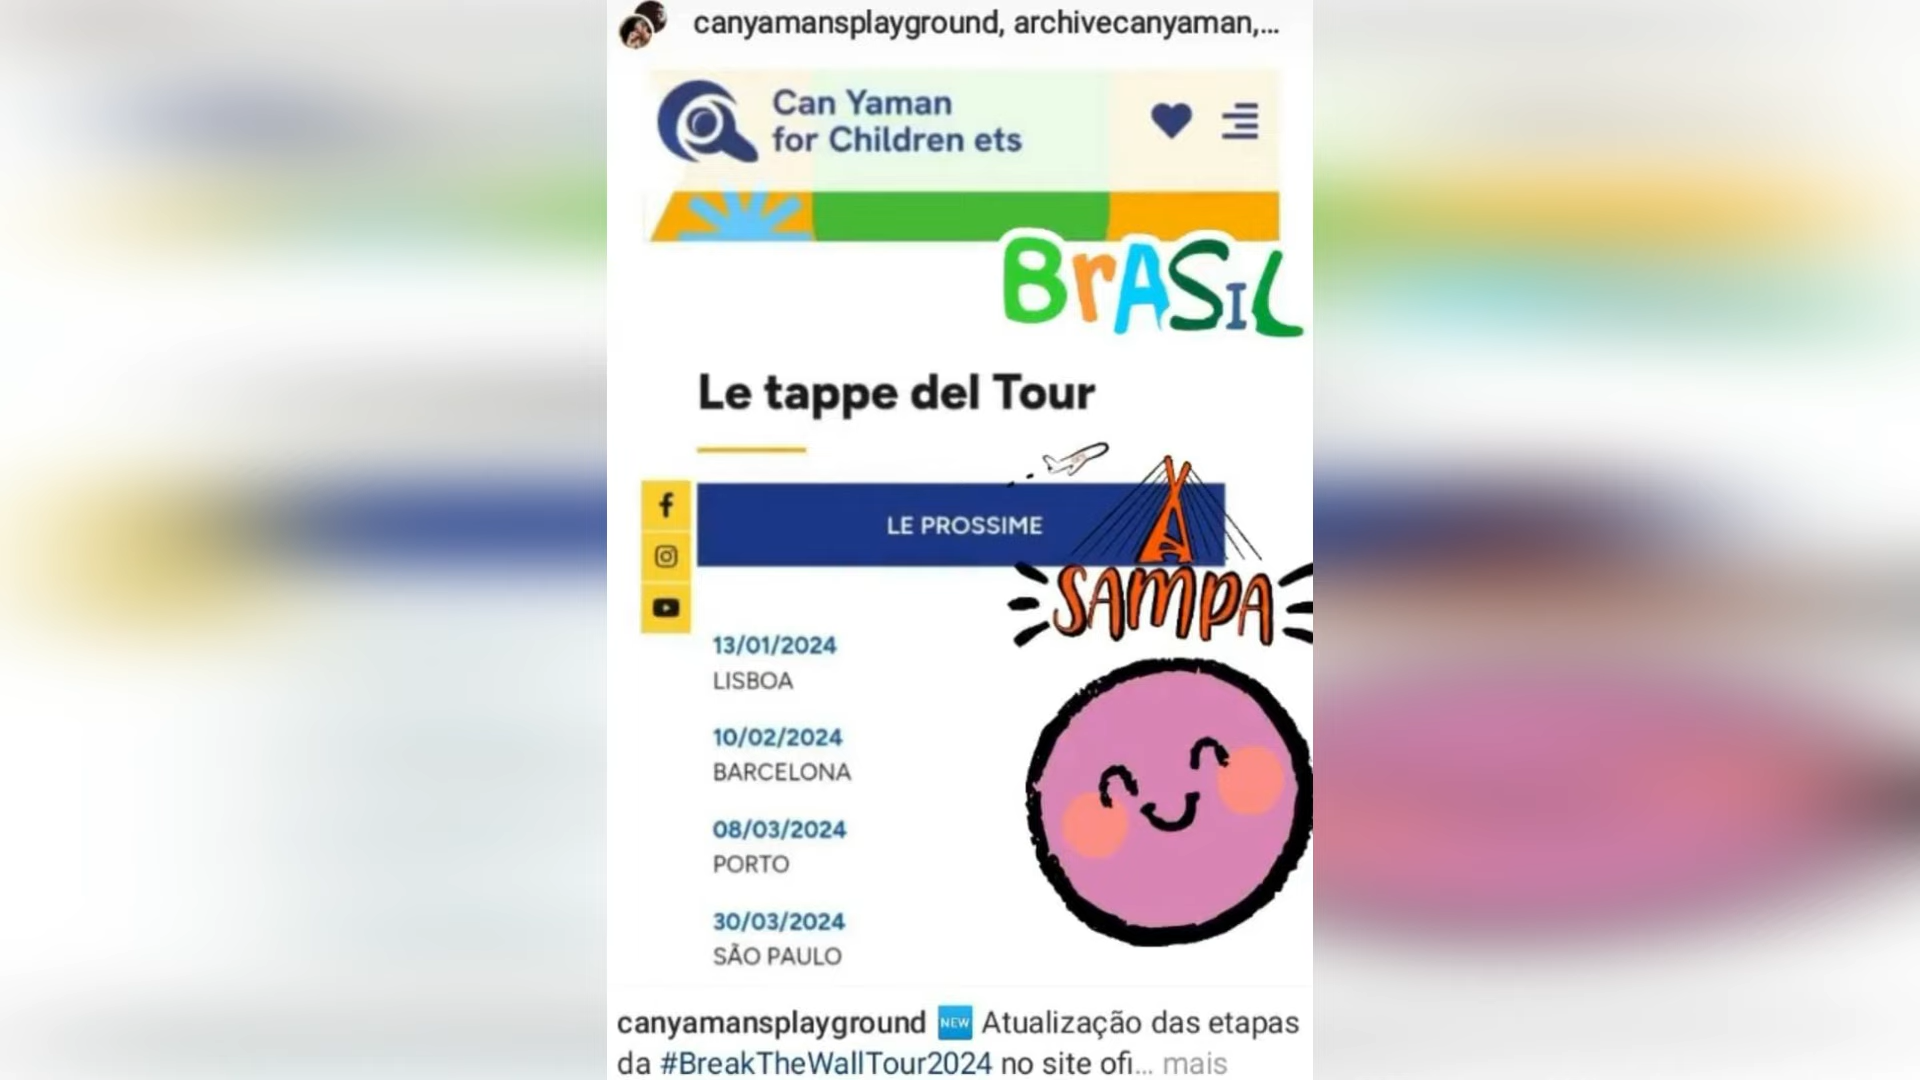 canyamansplayground, archivecanyaman,...
Can Yaman
for Children ets
BrASIL
Le tappe del Tour
LE PROSSIME
SAMPA
13/01/2024
LISBOA
10/02/2024
BARCELONA
08/03/2024
PORTO
30/03/2024
SÃO PAULO
canyamansplayground 🆕 Atualização das etapas
da #BreakTheWallTour2024 no site ofi... mais